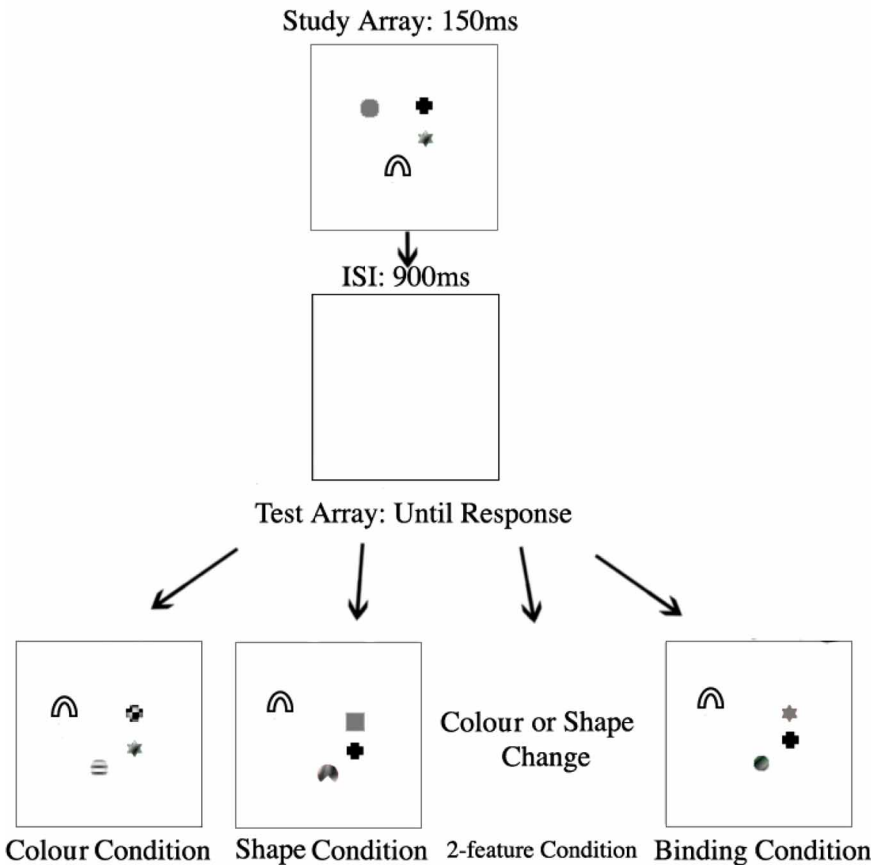 Study Array: 150ms
ISI: 900ms
Test Array: Until Response
Colour or Shape
Change
Colour Condition
Shape Condition
2-feature Condition
Binding Condition